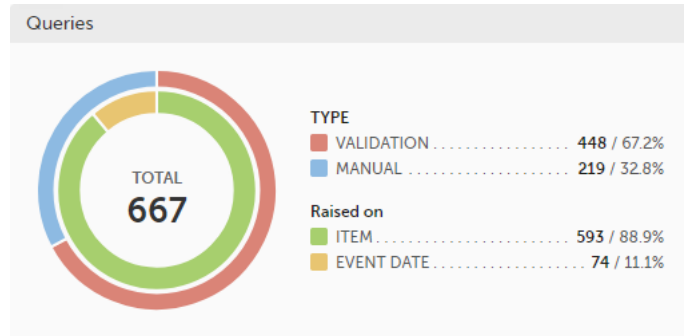 Queries
TOTAL
667
TYPE
VALIDATION . . . . . . . . . . . . . . . . . 448 / 67.2%
MANUAL . . . . . . . . . . . . . . . . . . . . 219 / 32.8%
Raised on
ITEM . . . . . . . . . . . . . . . . . . . . . . . . 593 / 88.9%
EVENT DATE . . . . . . . . . . . . . . . . . . . 74 / 11.1%